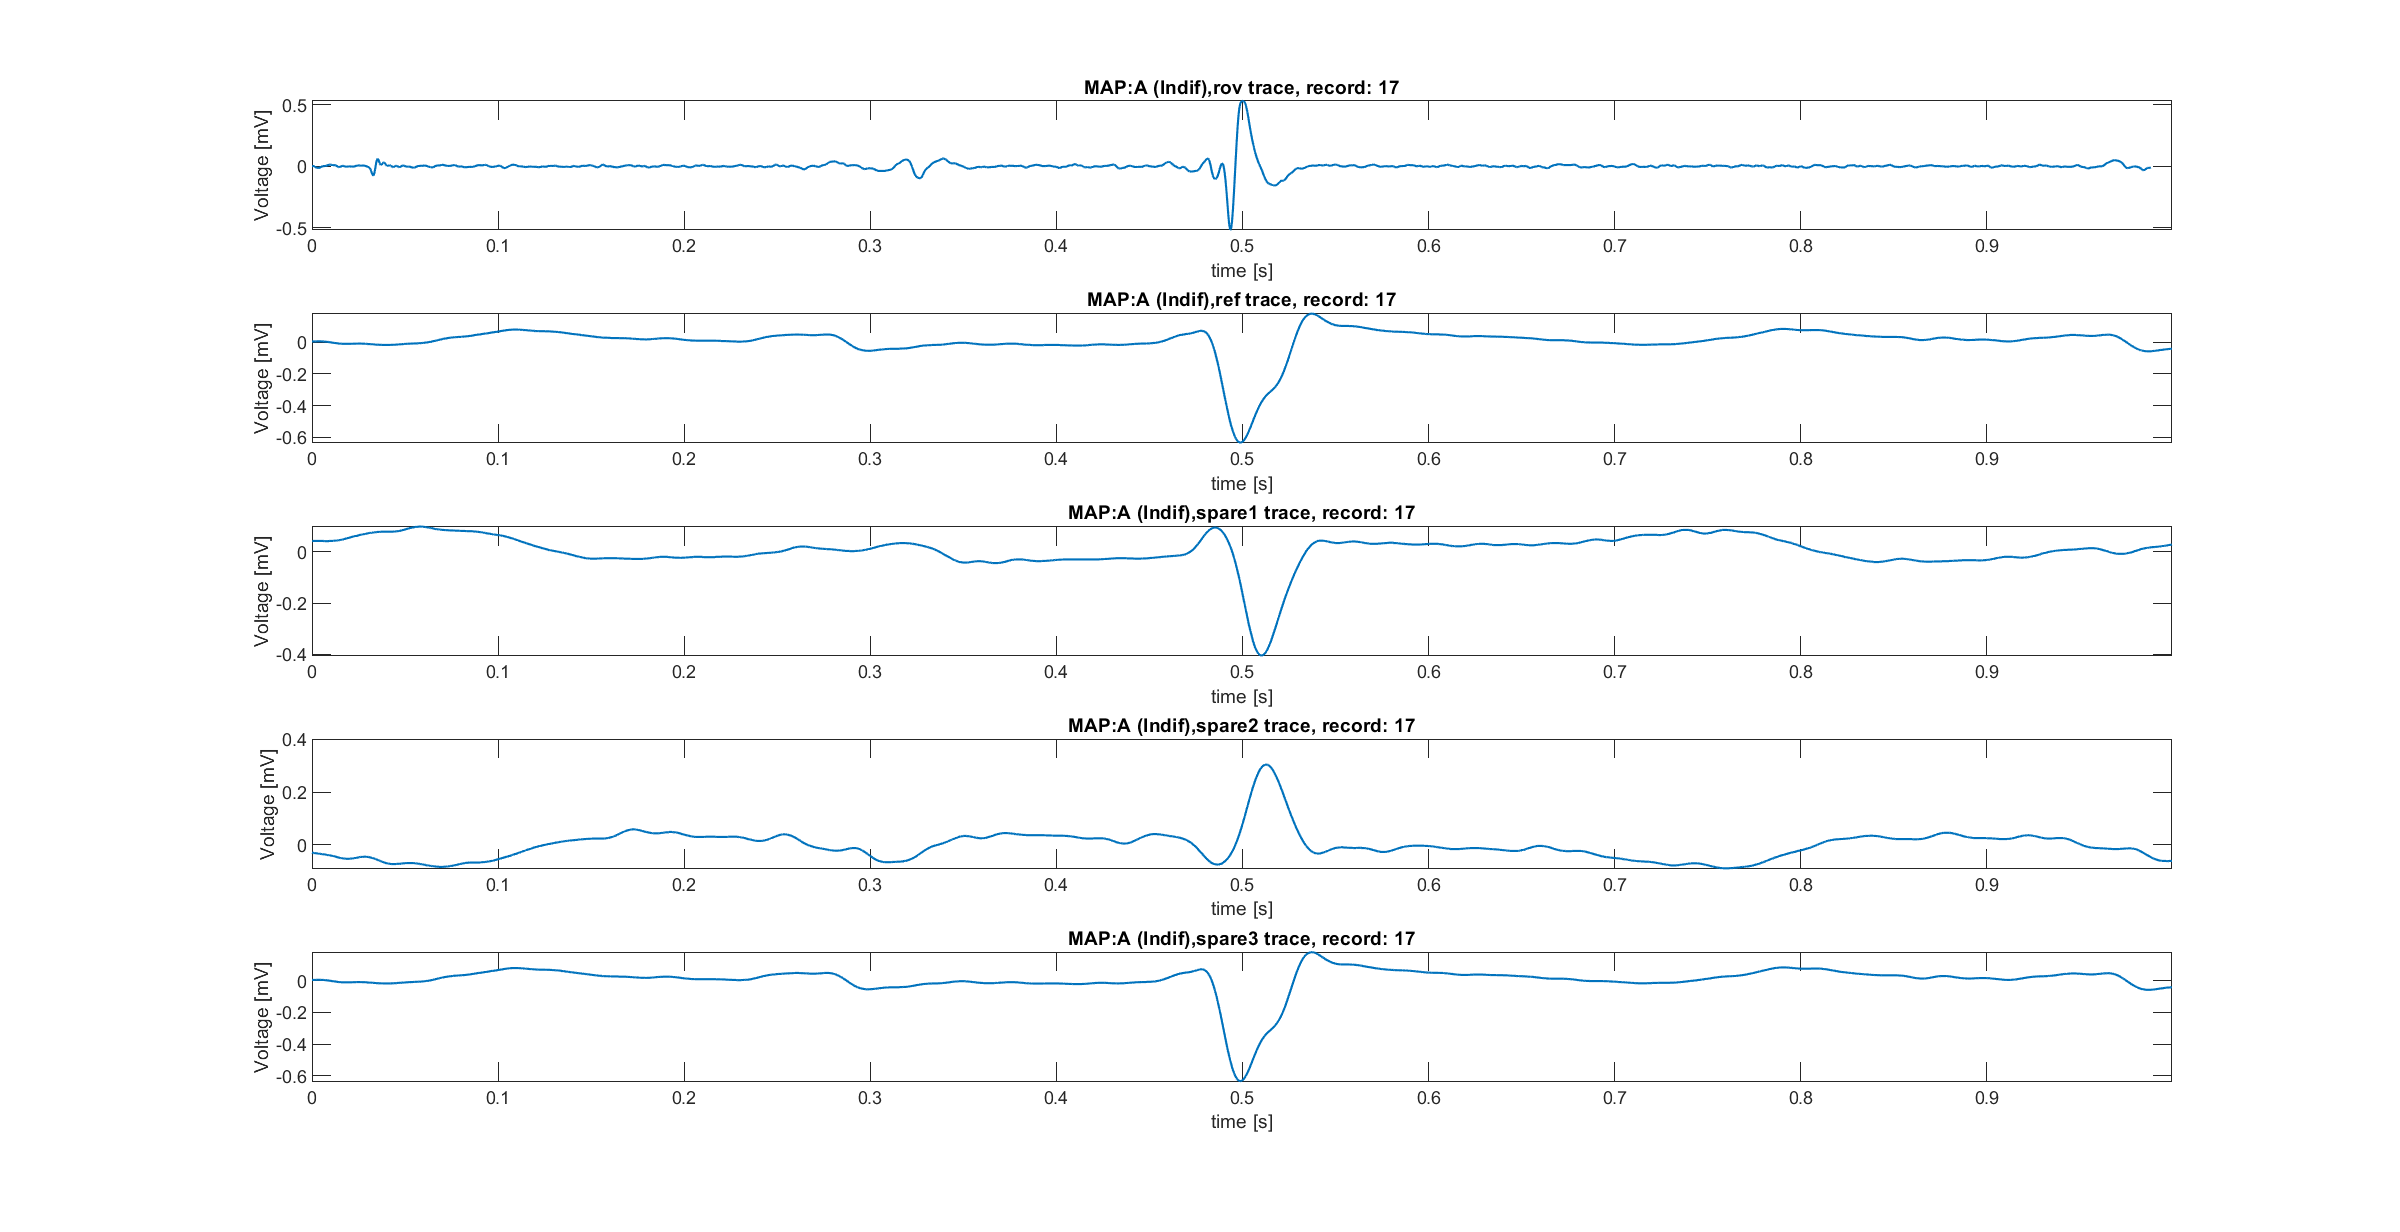 MAP:A (Indif),rov trace, record: 17
Voltage [mV]
0.5
0
-0.5
0 0.1 0.2 0.3 0.4 0.5 0.6 0.7 0.8 0.9
time [s]
MAP:A (Indif),ref trace, record: 17
Voltage [mV]
0
-0.2
-0.4
-0.6
0 0.1 0.2 0.3 0.4 0.5 0.6 0.7 0.8 0.9
time [s]
MAP:A (Indif),spare1 trace, record: 17
Voltage [mV]
0
-0.2
-0.4
0 0.1 0.2 0.3 0.4 0.5 0.6 0.7 0.8 0.9
time [s]
MAP:A (Indif),spare2 trace, record: 17
Voltage [mV]
0.4
0.2
0
0 0.1 0.2 0.3 0.4 0.5 0.6 0.7 0.8 0.9
time [s]
MAP:A (Indif),spare3 trace, record: 17
Voltage [mV]
0
-0.2
-0.4
-0.6
0 0.1 0.2 0.3 0.4 0.5 0.6 0.7 0.8 0.9
time [s]